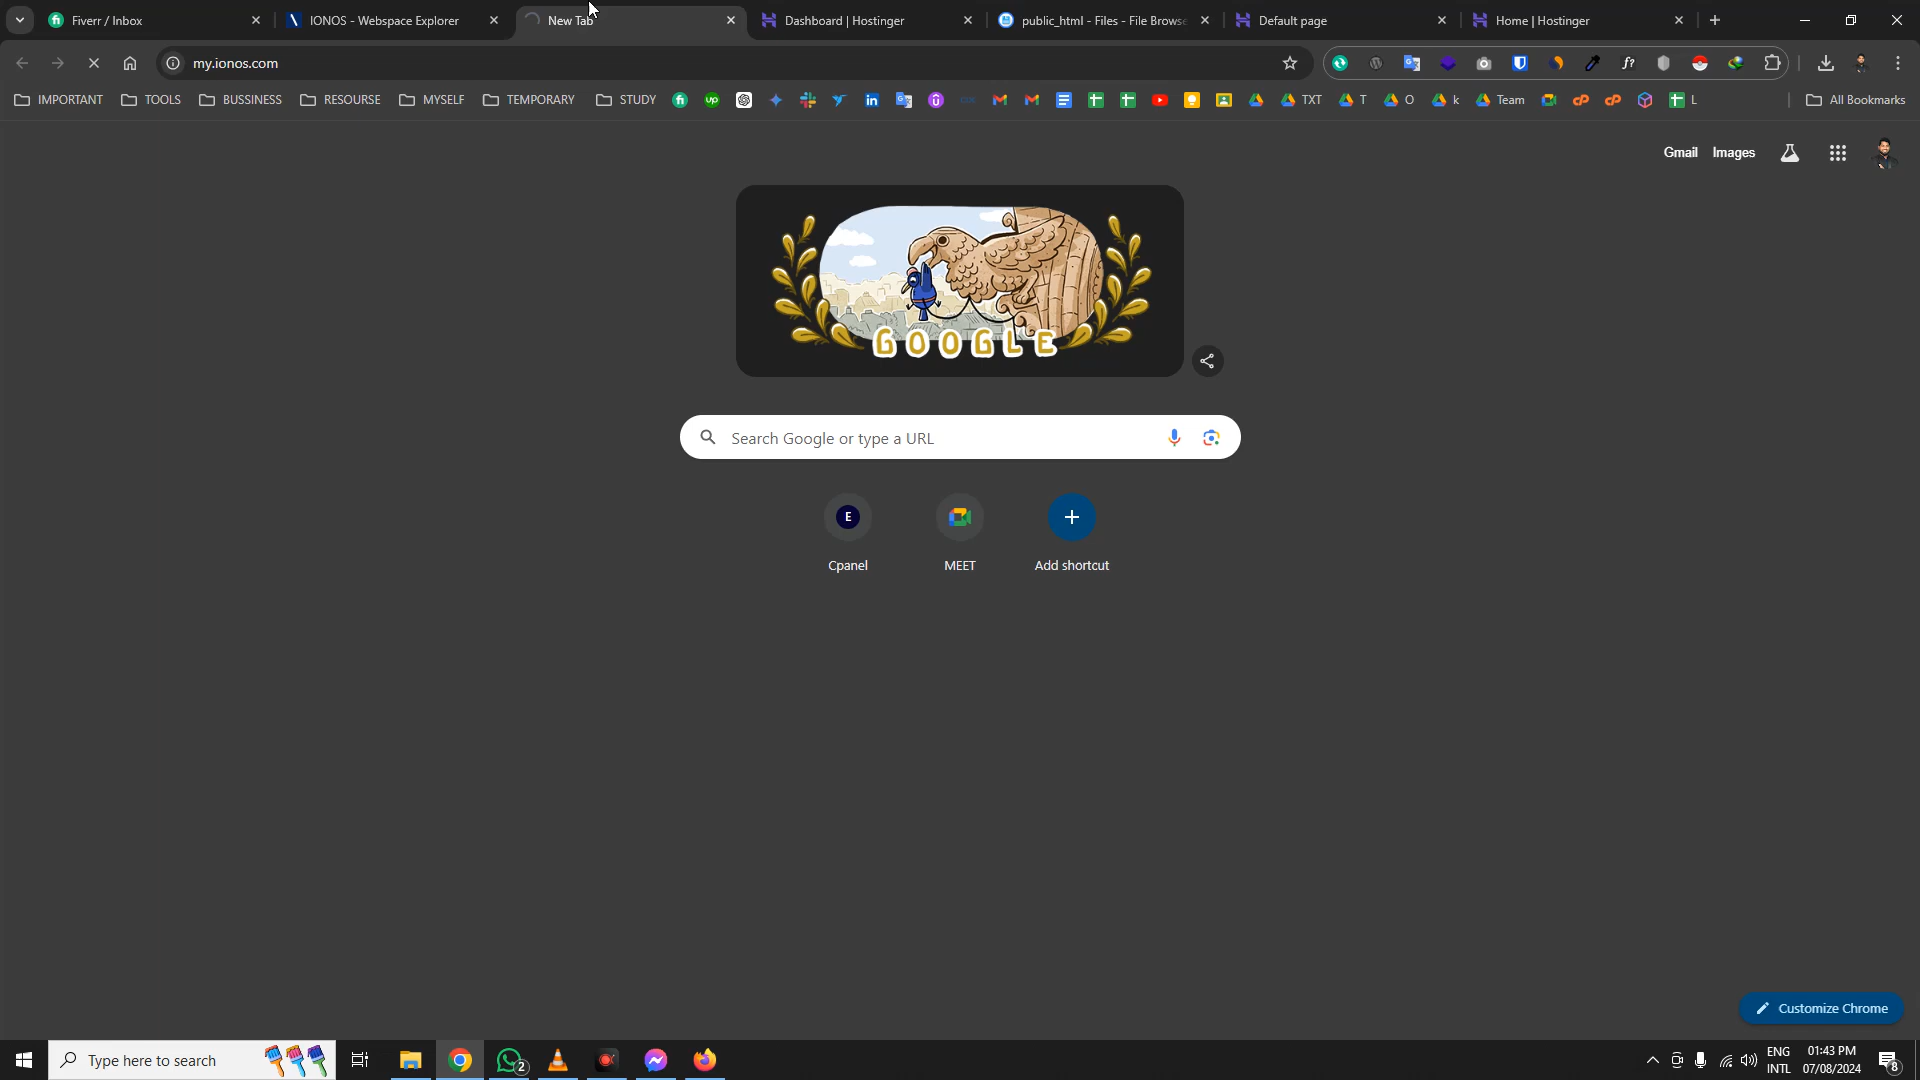 Fiverr / Inbox
IONOS - Webspace Explorer
New Tab
Dashboard | Hostinger
public_html - Files - File Browse
Default page
Home | Hostinger
my.ionos.com
IMPORTANT
TOOLS
BUSSINESS
RESOURSE
MYSELF
TEMPORARY
STUDY
TXT
T
O
k
Team
L
All Bookmarks
Gmail
Images
GOOGLE
Search Google or type a URL
E
Cpanel
MEET
Add shortcut
Customize Chrome
Type here to search
2
ENG
INTL
01:43 PM
07/08/2024
8